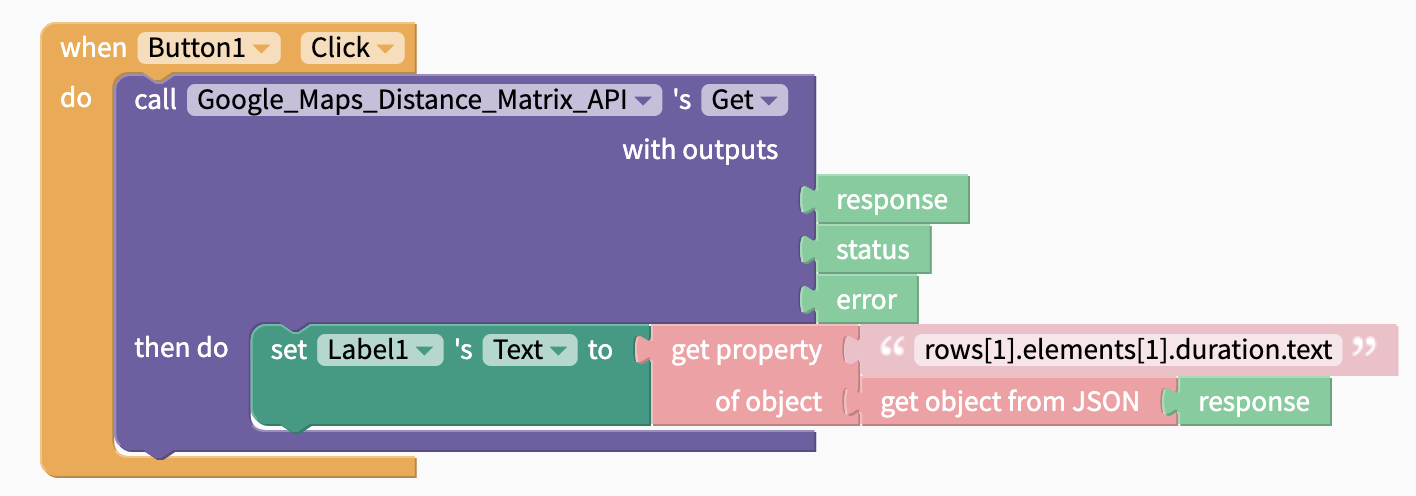 when Button1 Click
do call Google_Maps_Distance_Matrix_API 's Get
with outputs
response
status
error
then do set Label1 's Text to get property “ rows[1].elements[1].duration.text ”
of object get object from JSON response